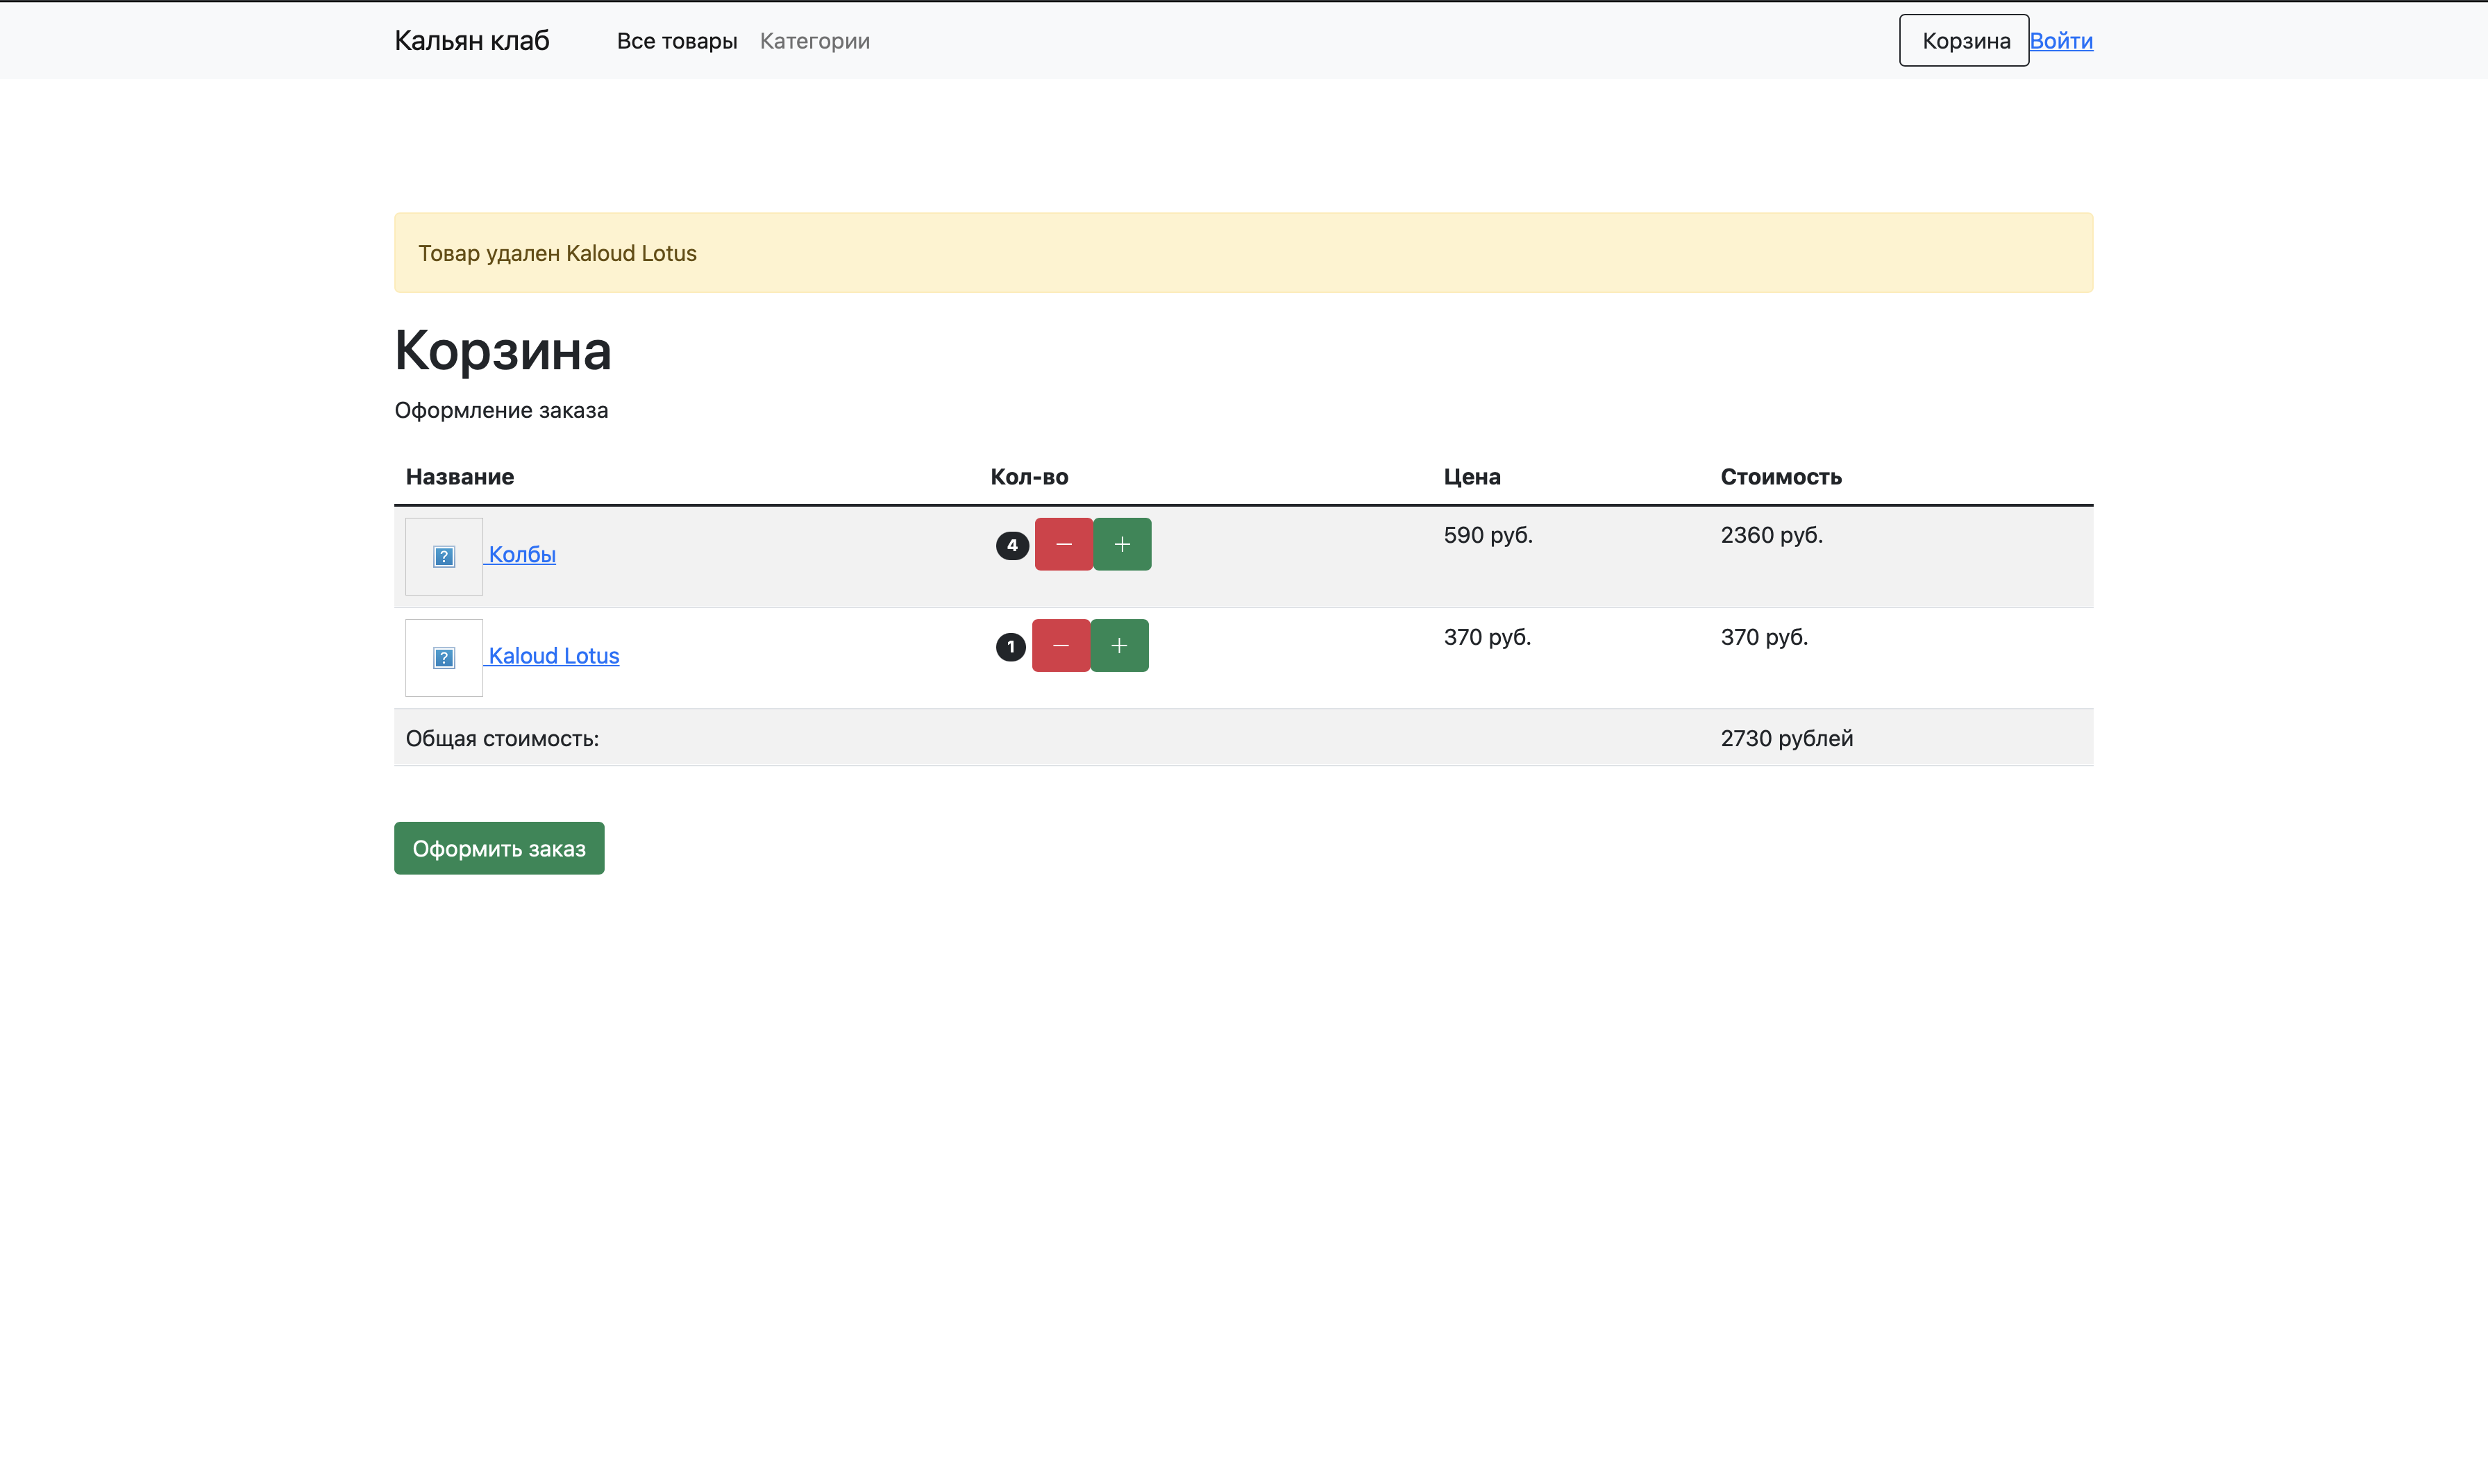 Кальян клаб Все товары Категории Корзина Войти
Товар удален Kaloud Lotus
Корзина
Оформление заказа
Название Кол-во Цена Стоимость
Колбы 4 − + 590 руб. 2360 руб.
Kaloud Lotus 1 − + 370 руб. 370 руб.
Общая стоимость: 2730 рублей
Оформить заказ